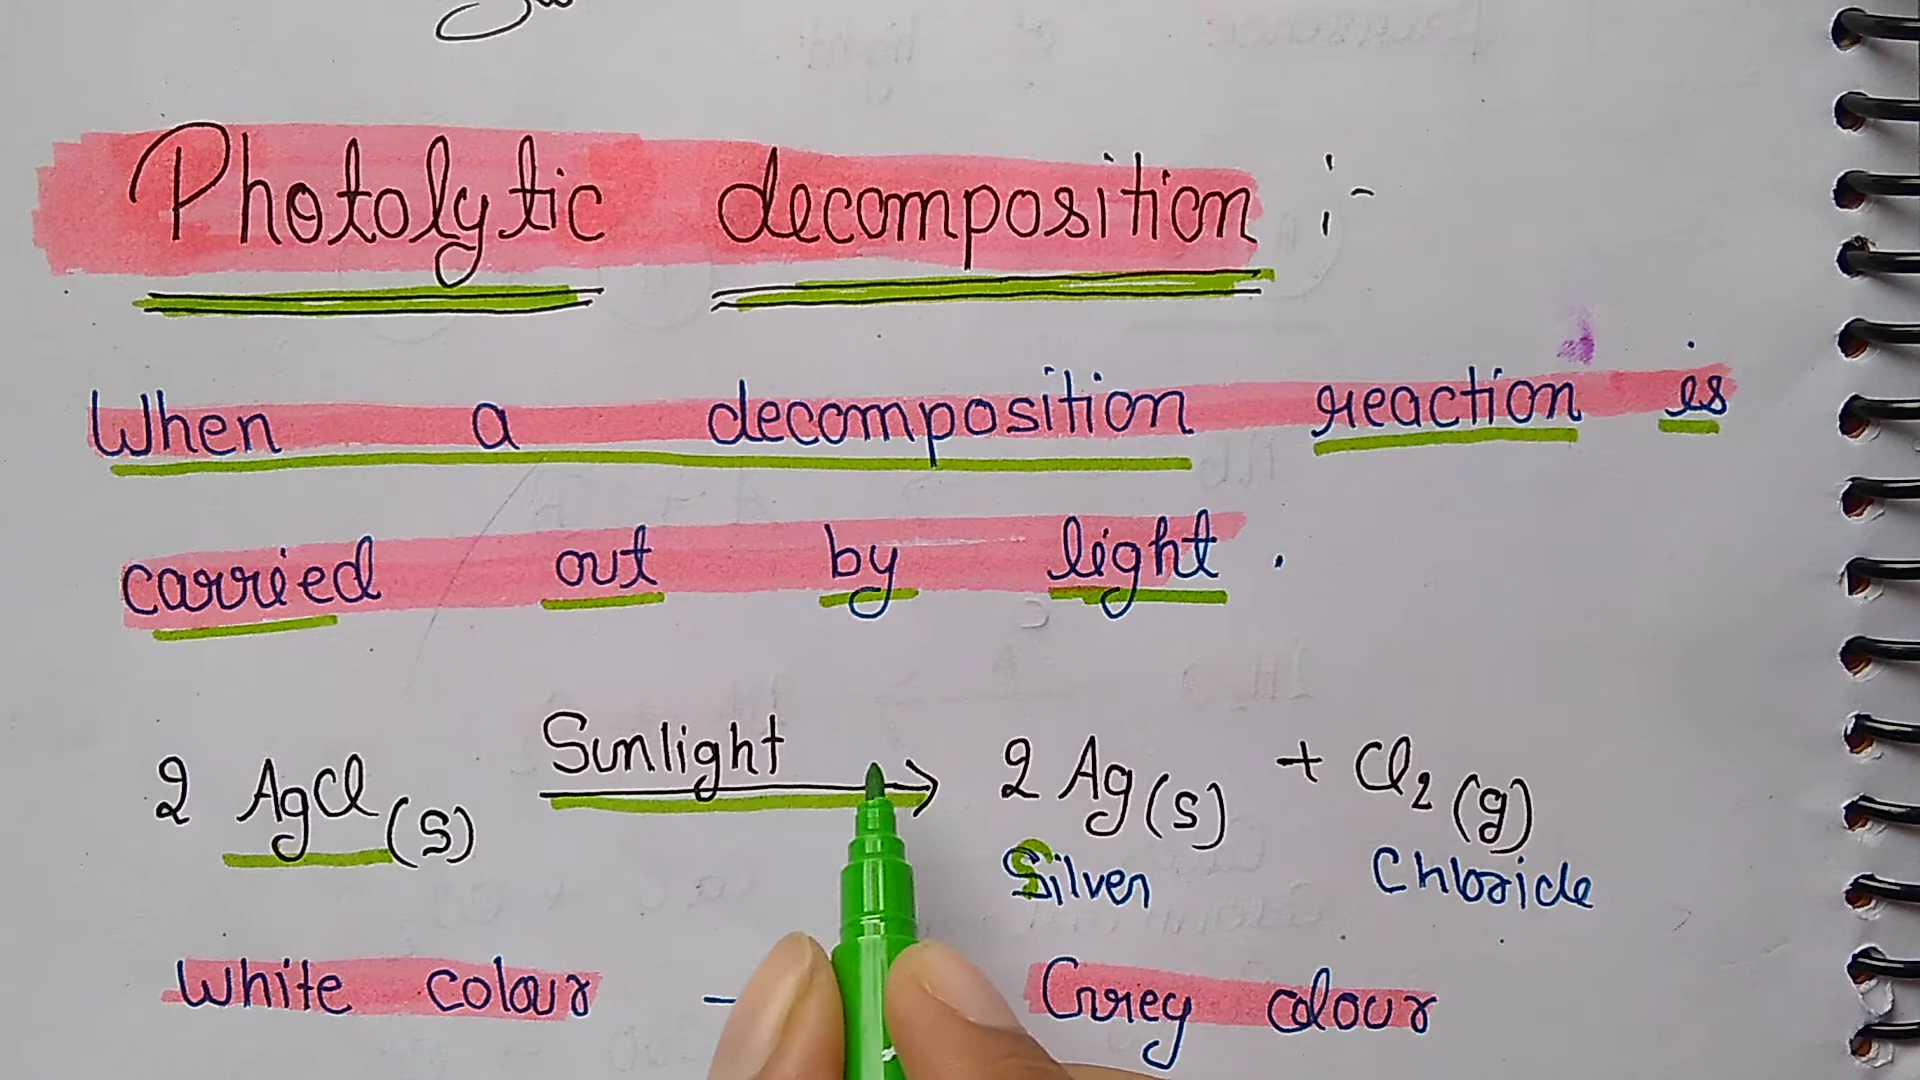 Photolytic decomposition :-
When a decomposition reaction is
carried out by light.
2 AgCl(s) Sunlight → 2 Ag(s) + Cl₂(g)
Silver Chloride
White colour - Grey colour